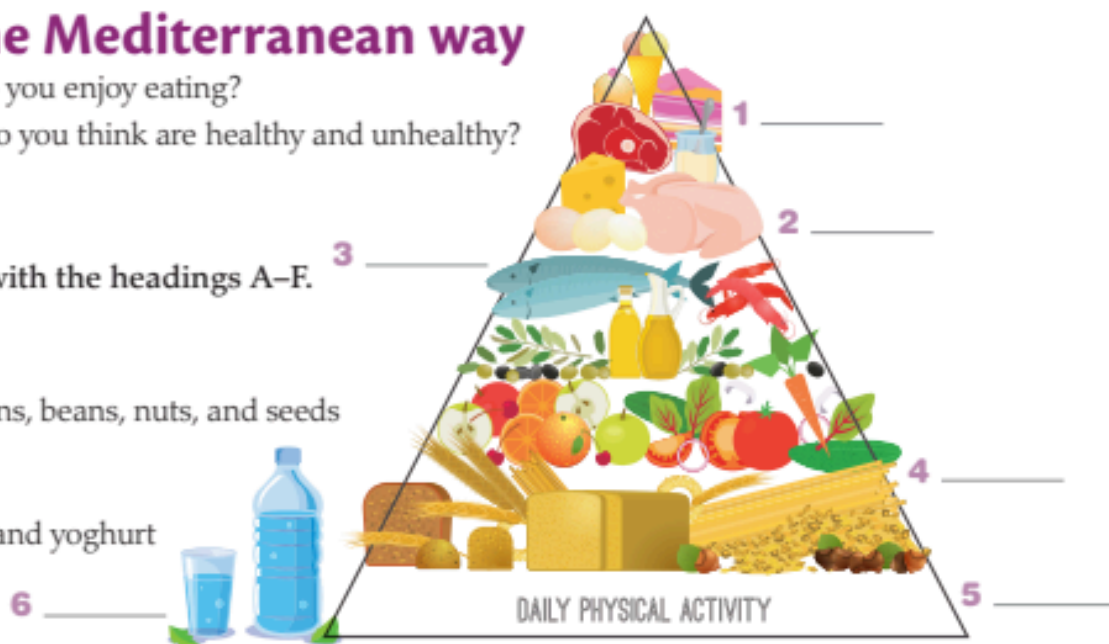 e Mediterranean way
you enjoy eating?
o you think are healthy and unhealthy?
1
2
3
with the headings A–F.
ns, beans, nuts, and seeds
4
and yoghurt
6
DAILY PHYSICAL ACTIVITY
5